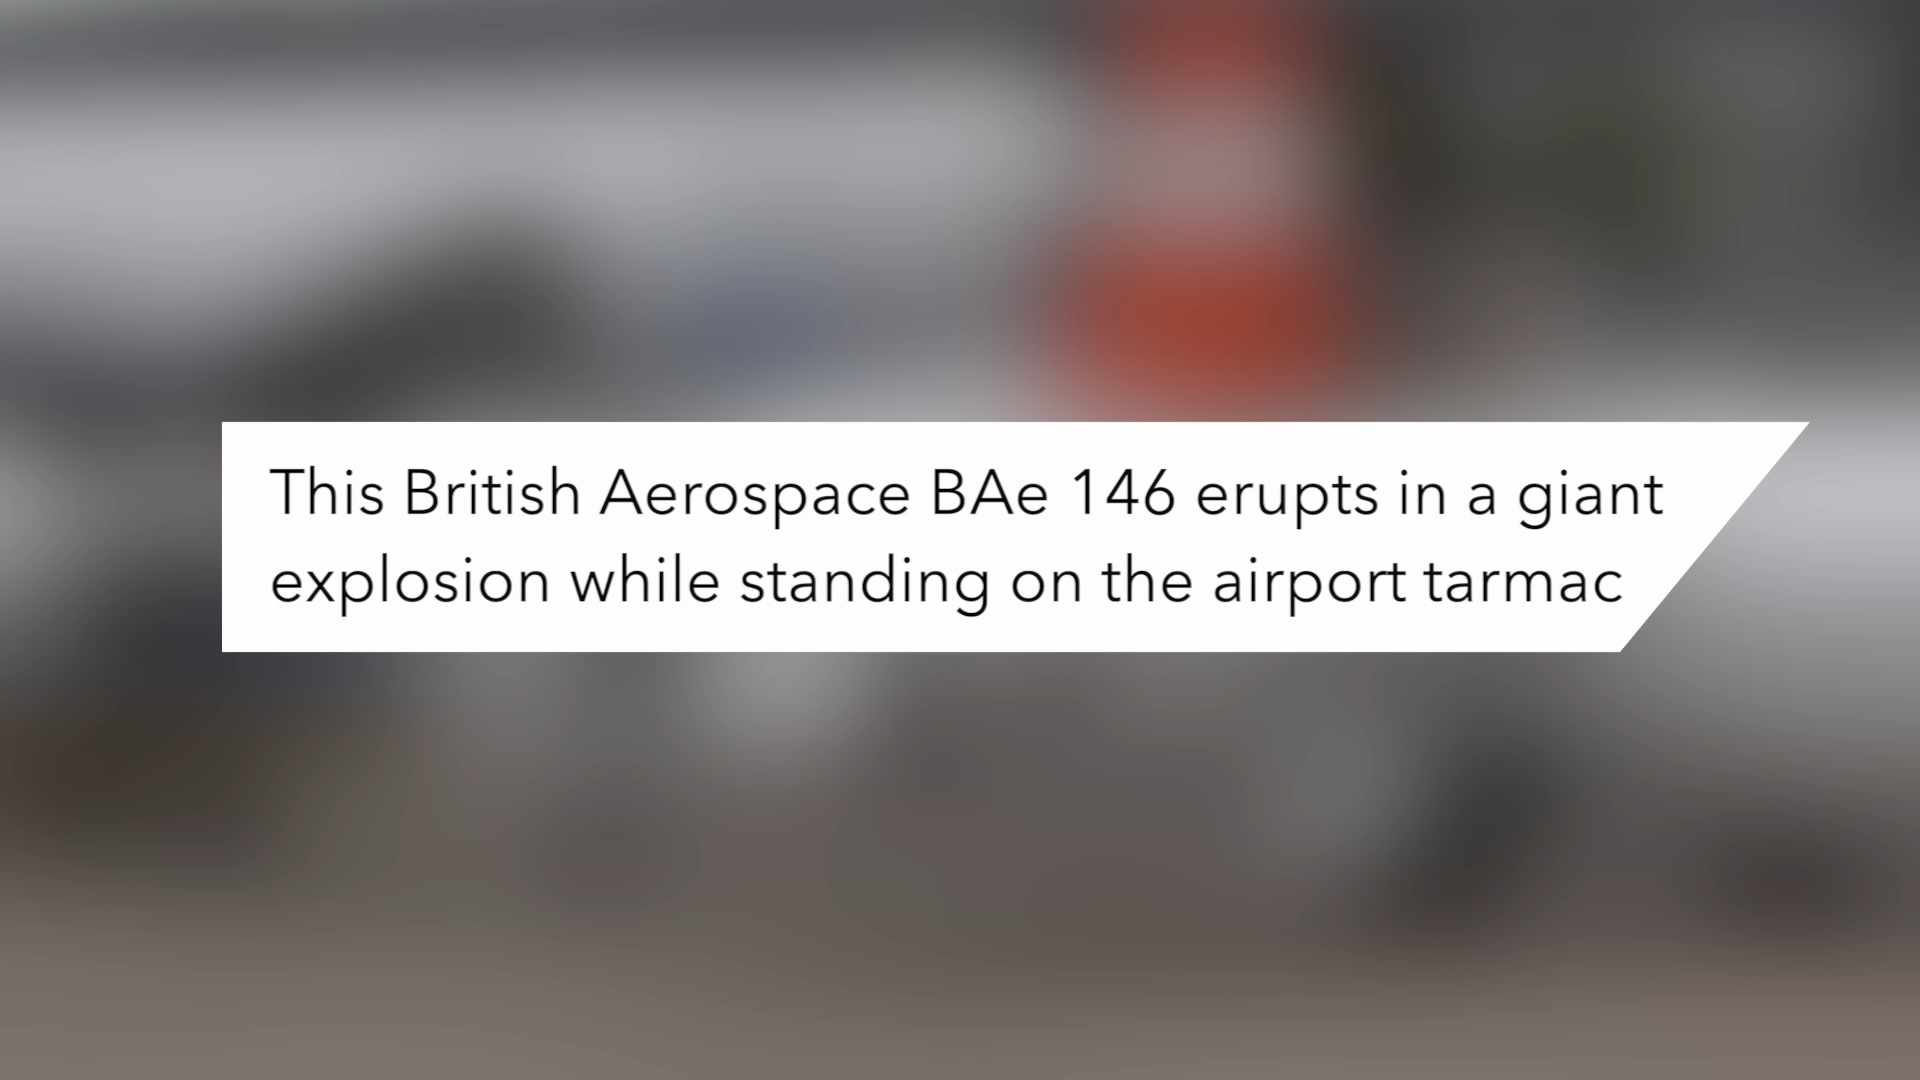 This British Aerospace BAe 146 erupts in a giant
explosion while standing on the airport tarmac